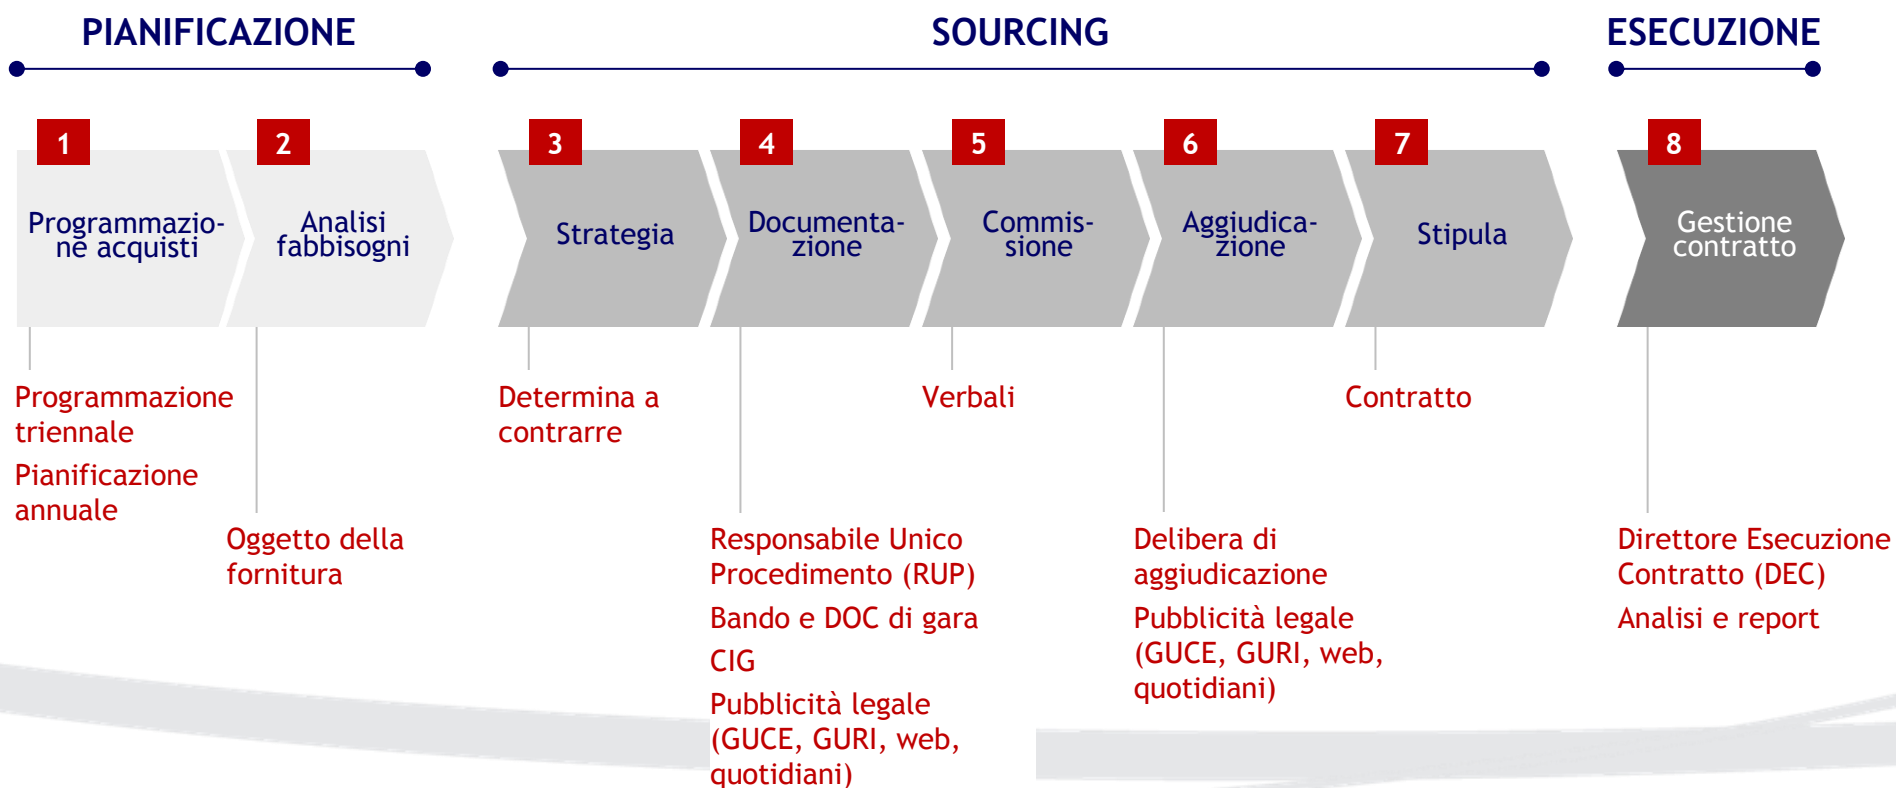 PIANIFICAZIONE
SOURCING
ESECUZIONE
1
2
3
4
5
6
7
8
Programmazio-
ne acquisti
Analisi
fabbisogni
Strategia
Documenta-
zione
Commis-
sione
Aggiudica-
zione
Stipula
Gestione
contratto
Programmazione
triennale
Pianificazione
annuale
Oggetto della
fornitura
Determina a
contrarre
Responsabile Unico
Procedimento (RUP)
Bando e DOC di gara
CIG
Pubblicità legale
(GUCE, GURI, web,
quotidiani)
Verbali
Delibera di
aggiudicazione
Pubblicità legale
(GUCE, GURI, web,
quotidiani)
Contratto
Direttore Esecuzione
Contratto (DEC)
Analisi e report